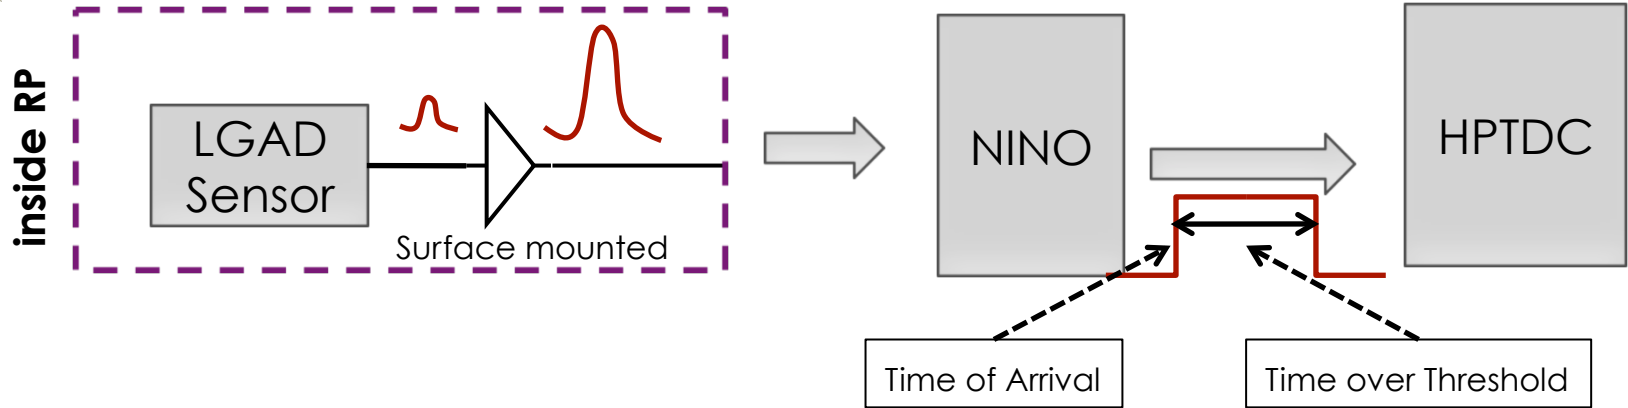 inside RP
LGAD
Sensor
Surface mounted
NINO
HPTDC
Time of Arrival
Time over Threshold